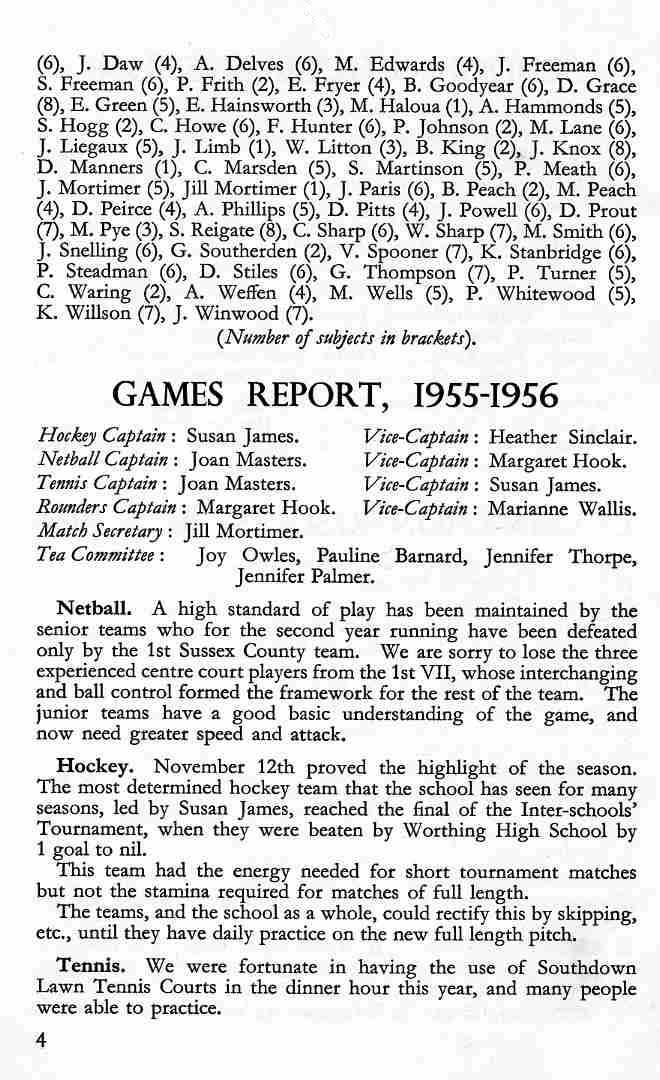 (6), J. Daw (4), A. Delves (6), M. Edwards (4), J. Freeman (6),
S. Freeman (6), P. Frith (2), E. Fryer (4), B. Goodyear (6), D. Grace
(8), E. Green (5), E. Hainsworth (3), M. Haloua (1), A. Hammonds (5),
S. Hogg (2), C. Howe (6), F. Hunter (6), P. Johnson (2), M. Lane (6),
J. Liegaux (5), J. Limb (1), W. Litton (3), B. King (2), J. Knox (8),
D. Manners (1), C. Marsden (5), S. Martinson (5), P. Meath (6),
J. Mortimer (5), Jill Mortimer (1), J. Paris (6), B. Peach (2), M. Peach
(4), D. Peirce (4), A. Phillips (5), D. Pitts (4), J. Powell (6), D. Prout
(7), M. Pye (3), S. Reigate (8), C. Sharp (6), W. Sharp (7), M. Smith (6),
J. Snelling (6), G. Southerden (2), V. Spooner (7), K. Stanbridge (6),
P. Steadman (6), D. Stiles (6), G. Thompson (7), P. Turner (5),
C. Waring (2), A. Weffen (4), M. Wells (5), P. Whitewood (5),
K. Willson (7), J. Winwood (7).
(Number of subjects in brackets).
GAMES REPORT, 1955-1956
Hockey Captain : Susan James. Vice-Captain : Heather Sinclair.
Netball Captain : Joan Masters. Vice-Captain : Margaret Hook.
Tennis Captain : Joan Masters. Vice-Captain : Susan James.
Rounders Captain : Margaret Hook. Vice-Captain : Marianne Wallis.
Match Secretary : Jill Mortimer.
Tea Committee : Joy Owles, Pauline Barnard, Jennifer Thorpe,
Jennifer Palmer.
Netball. A high standard of play has been maintained by the
senior teams who for the second year running have been defeated
only by the 1st Sussex County team. We are sorry to lose the three
experienced centre court players from the 1st VII, whose interchanging
and ball control formed the framework for the rest of the team. The
junior teams have a good basic understanding of the game, and
now need greater speed and attack.
Hockey. November 12th proved the highlight of the season.
The most determined hockey team that the school has seen for many
seasons, led by Susan James, reached the final of the Inter-schools'
Tournament, when they were beaten by Worthing High School by
1 goal to nil.
This team had the energy needed for short tournament matches
but not the stamina required for matches of full length.
The teams, and the school as a whole, could rectify this by skipping,
etc., until they have daily practice on the new full length pitch.
Tennis. We were fortunate in having the use of Southdown
Lawn Tennis Courts in the dinner hour this year, and many people
were able to practice.
4